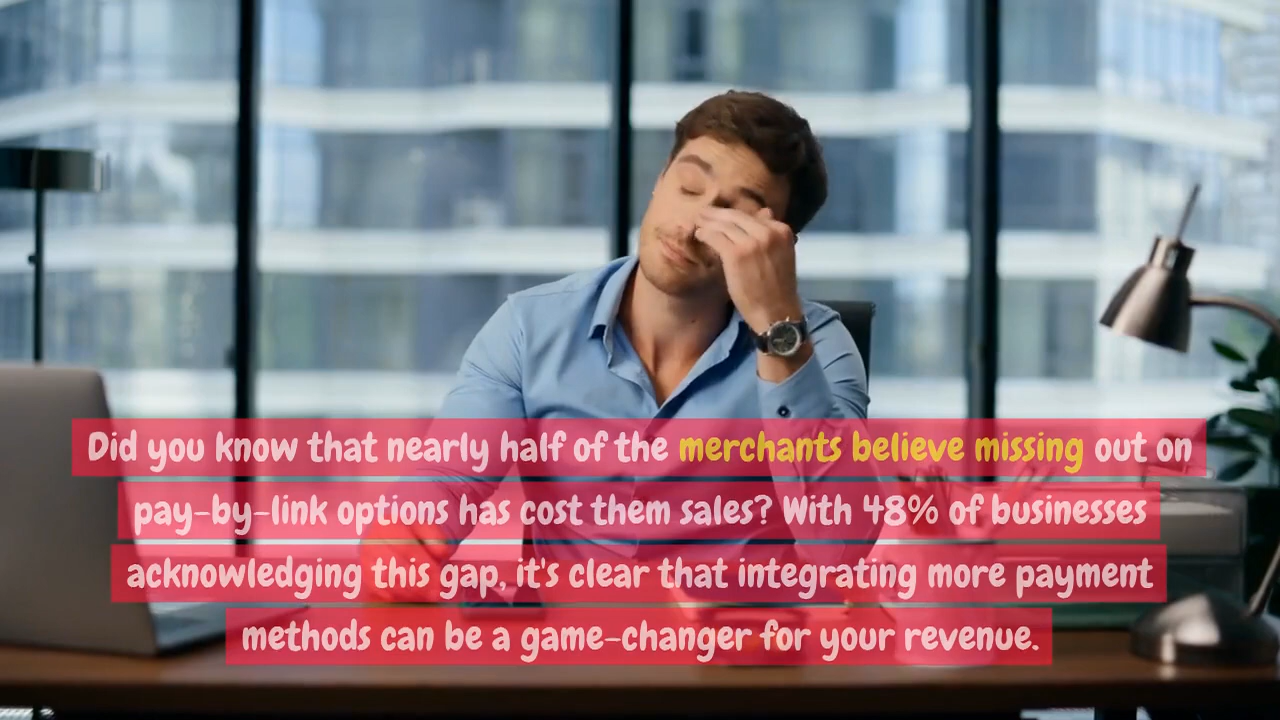 Did you know that nearly half of the merchants believe missing out on
pay-by-link options has cost them sales? With 48% of businesses
acknowledging this gap, it's clear that integrating more payment
methods can be a game-changer for your revenue.